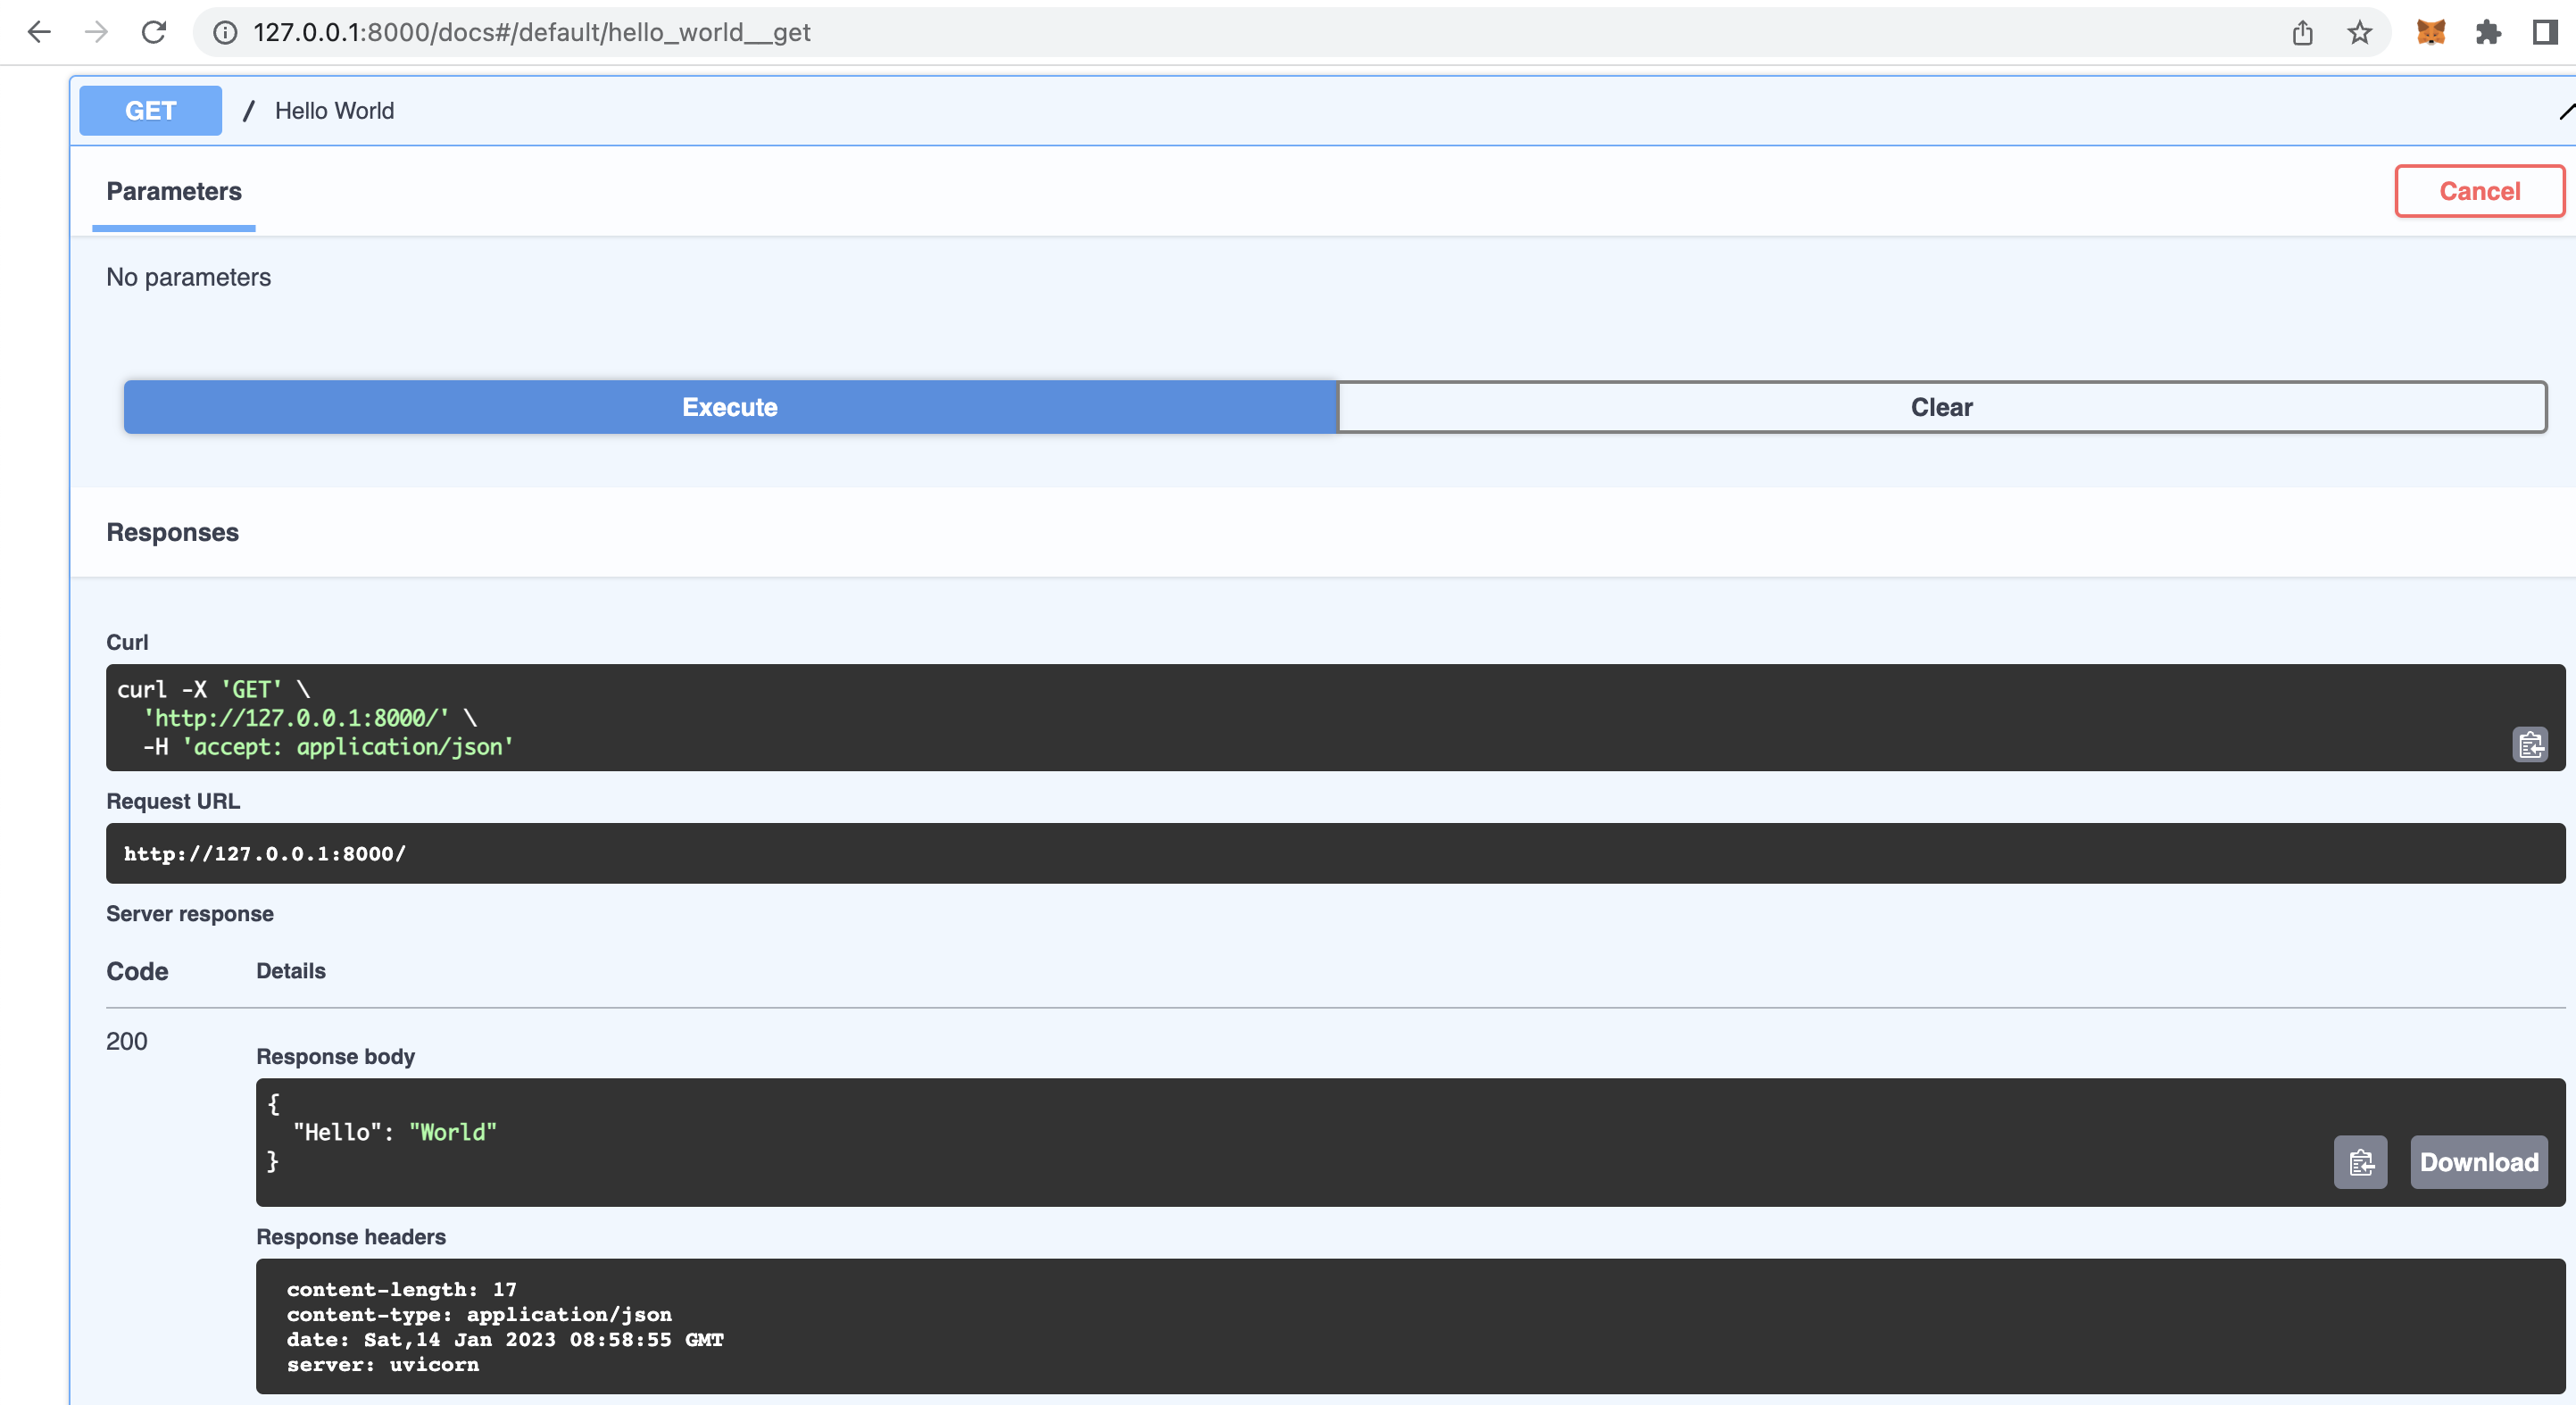 127.0.0.1:8000/docs#/default/hello_world__get
GET / Hello World
Parameters
Cancel
No parameters
Execute
Clear
Responses
Curl
curl -X 'GET' \
'http://127.0.0.1:8000/' \
-H 'accept: application/json'
Request URL
http://127.0.0.1:8000/
Server response
Code Details
200
Response body
{
"Hello": "World"
}
Download
Response headers
content-length: 17
content-type: application/json
date: Sat,14 Jan 2023 08:58:55 GMT
server: uvicorn